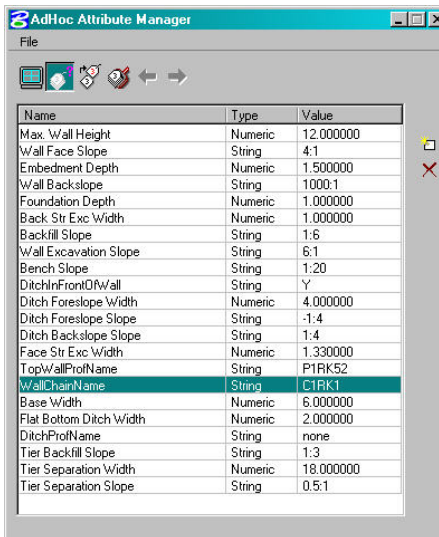 AdHoc Attribute Manager
File
Name Type Value
Max. Wall Height Numeric 12.000000
Wall Face Slope String 4:1
Embedment Depth Numeric 1.500000
Wall Backslope String 1000:1
Foundation Depth Numeric 1.000000
Back Str Exc Width Numeric 1.000000
Backfill Slope String 1:6
Wall Excavation Slope String 6:1
Bench Slope String 1:20
DitchInFrontOfWall String Y
Ditch Foreslope Width Numeric 4.000000
Ditch Foreslope Slope String -1:4
Ditch Backslope Slope String 1:4
Face Str Exc Width Numeric 1.330000
TopWallProfName String P1RK52
WallChainName String C1RK1
Base Width Numeric 6.000000
Flat Bottom Ditch Width Numeric 2.000000
DitchProfName String none
Tier Backfill Slope String 1:3
Tier Separation Width Numeric 18.000000
Tier Separation Slope String 0.5:1